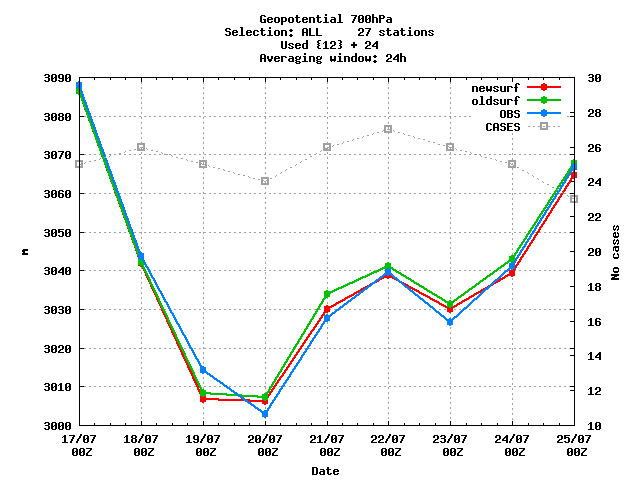 Geopotential 700hPa
Selection: ALL 27 stations
Used {12} + 24
Averaging window: 24h
3090 30
newsurf
oldsurf
OBS
CASES
3080 28
3070 26
3060 24
3050 22
m No cases
3040 20
18
3030 16
3020 14
3010 12
3000 10
17/07 18/07 19/07 20/07 21/07 22/07 23/07 24/07 25/07
00Z 00Z 00Z 00Z 00Z 00Z 00Z 00Z 00Z
Date